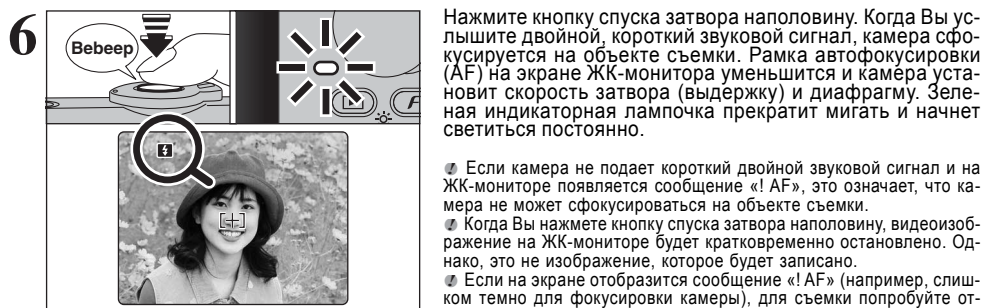 6
Bebeep
F
Нажмите кнопку спуска затвора наполовину. Когда Вы ус-
лышите двойной, короткий звуковой сигнал, камера сфо-
кусируется на объекте съемки. Рамка автофокусировки
(AF) на экране ЖК-монитора уменьшится и камера уста-
новит скорость затвора (выдержку) и диафрагму. Зеле-
ная индикаторная лампочка прекратит мигать и начнет
светиться постоянно.
Если камера не подает короткий двойной звуковой сигнал и на
ЖК-мониторе появляется сообщение «! AF», это означает, что ка-
мера не может сфокусироваться на объекте съемки.
Когда Вы нажмете кнопку спуска затвора наполовину, видеоизоб-
ражение на ЖК-мониторе будет кратковременно остановлено. Од-
нако, это не изображение, которое будет записано.
Если на экране отобразится сообщение «! AF» (например, слиш-
ком темно для фокусировки камеры), для съемки попробуйте от-